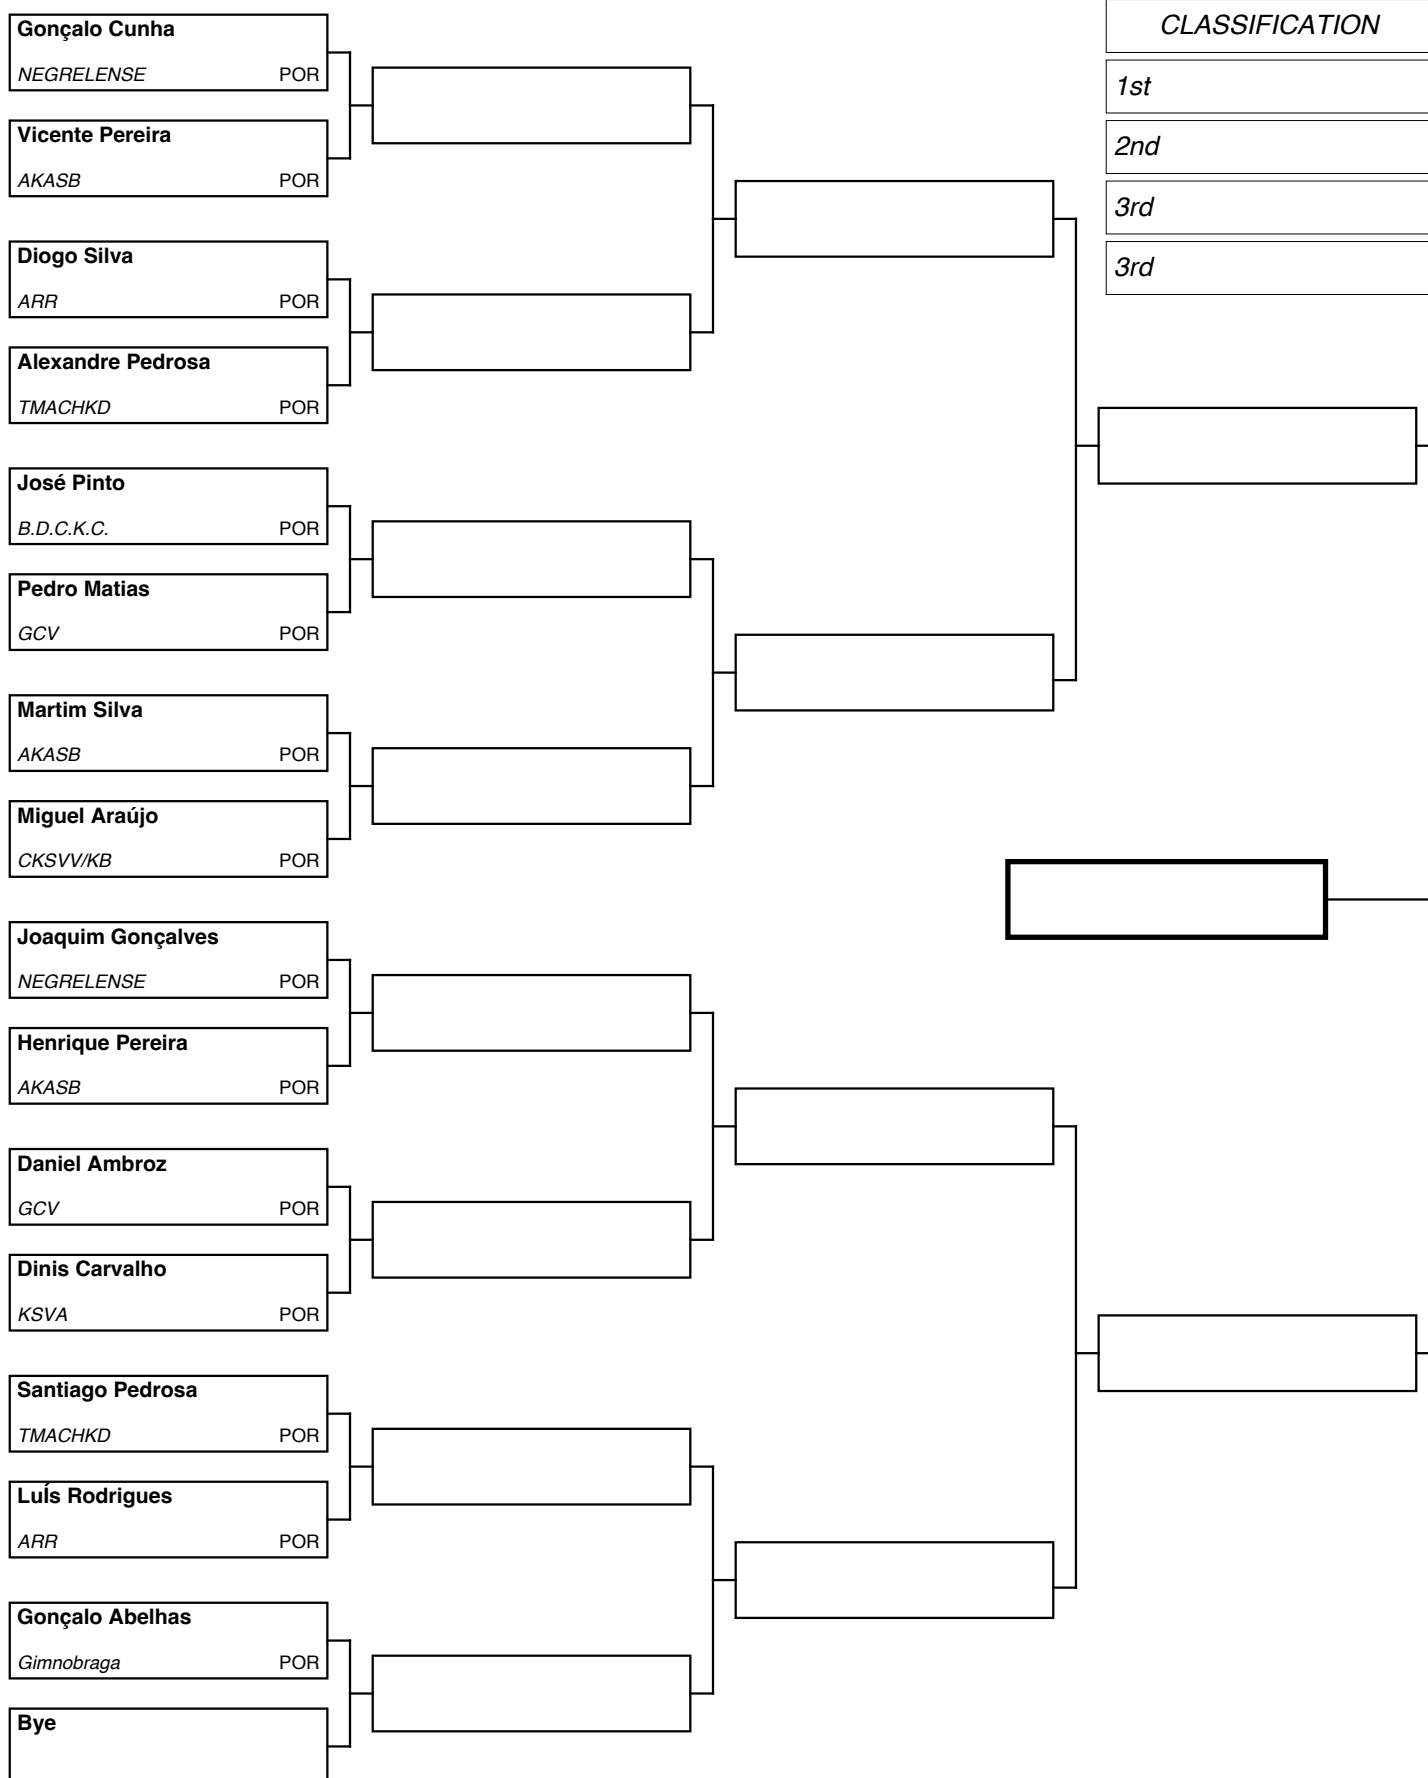 CLASSIFICATION
1st
2nd
3rd
3rd
Gonçalo Cunha
NEGRELENSE POR
Vicente Pereira
AKASB POR
Diogo Silva
ARR POR
Alexandre Pedrosa
TMACHKD POR
José Pinto
B.D.C.K.C. POR
Pedro Matias
GCV POR
Martim Silva
AKASB POR
Miguel Araújo
CKSVV/KB POR
Joaquim Gonçalves
NEGRELENSE POR
Henrique Pereira
AKASB POR
Daniel Ambroz
GCV POR
Dinis Carvalho
KSVA POR
Santiago Pedrosa
TMACHKD POR
LuÍs Rodrigues
ARR POR
Gonçalo Abelhas
Gimnobraga POR
Bye